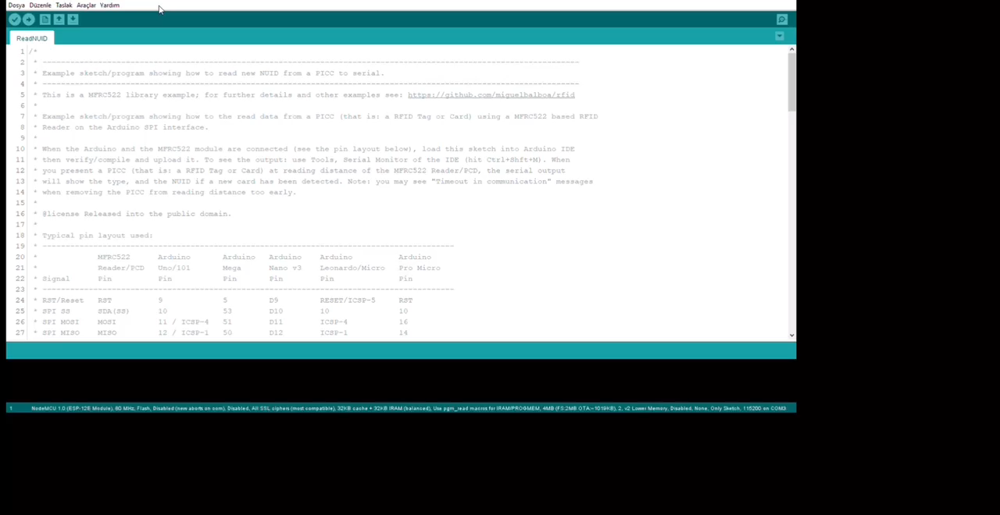 Dosya Düzenle Taslak Araçlar Yardım
ReadNUID
1 /*
2 * ----------------------------------------------------------------------------------------------------------------------
3 * Example sketch/program showing how to read new NUID from a PICC to serial.
4 * ----------------------------------------------------------------------------------------------------------------------
5 * This is a MFRC522 library example; for further details and other examples see: https://github.com/miguelbalboa/rfid
6 *
7 * Example sketch/program showing how to the read data from a PICC (that is: a RFID Tag or Card) using a MFRC522 based RFID
8 * Reader on the Arduino SPI interface.
9 *
10 * When the Arduino and the MFRC522 module are connected (see the pin layout below), load this sketch into Arduino IDE
11 * then verify/compile and upload it. To see the output: use Tools, Serial Monitor of the IDE (hit Ctrl+Shft+M). When
12 * you present a PICC (that is: a RFID Tag or Card) at reading distance of the MFRC522 Reader/PCD, the serial output
13 * will show the type, and the NUID if a new card has been detected. Note: you may see "Timeout in communication" messages
14 * when removing the PICC from reading distance too early.
15 *
16 * @license Released into the public domain.
17 *
18 * Typical pin layout used:
19 * -----------------------------------------------------------------------------------------
20 * MFRC522 Arduino Arduino Arduino Arduino Arduino
21 * Reader/PCD Uno/101 Mega Nano v3 Leonardo/Micro Pro Micro
22 * Signal Pin Pin Pin Pin Pin Pin
23 * -----------------------------------------------------------------------------------------
24 * RST/Reset RST 9 5 D9 RESET/ICSP-5 RST
25 * SPI SS SDA(SS) 10 53 D10 10 10
26 * SPI MOSI MOSI 11 / ICSP-4 51 D11 ICSP-4 16
27 * SPI MISO MISO 12 / ICSP-1 50 D12 ICSP-1 14
1 NodeMCU 1.0 (ESP-12E Module), 80 MHz, Flash, Disabled (new aborts on oom), Disabled, All SSL ciphers (most compatible), 32KB cache + 32KB IRAM (balanced), Use pgm_read macros for IRAM/PROGMEM, 4MB (FS:2MB OTA:~1019KB), 2, v2 Lower Memory, Disabled, None, Only Sketch, 115200 on COM3